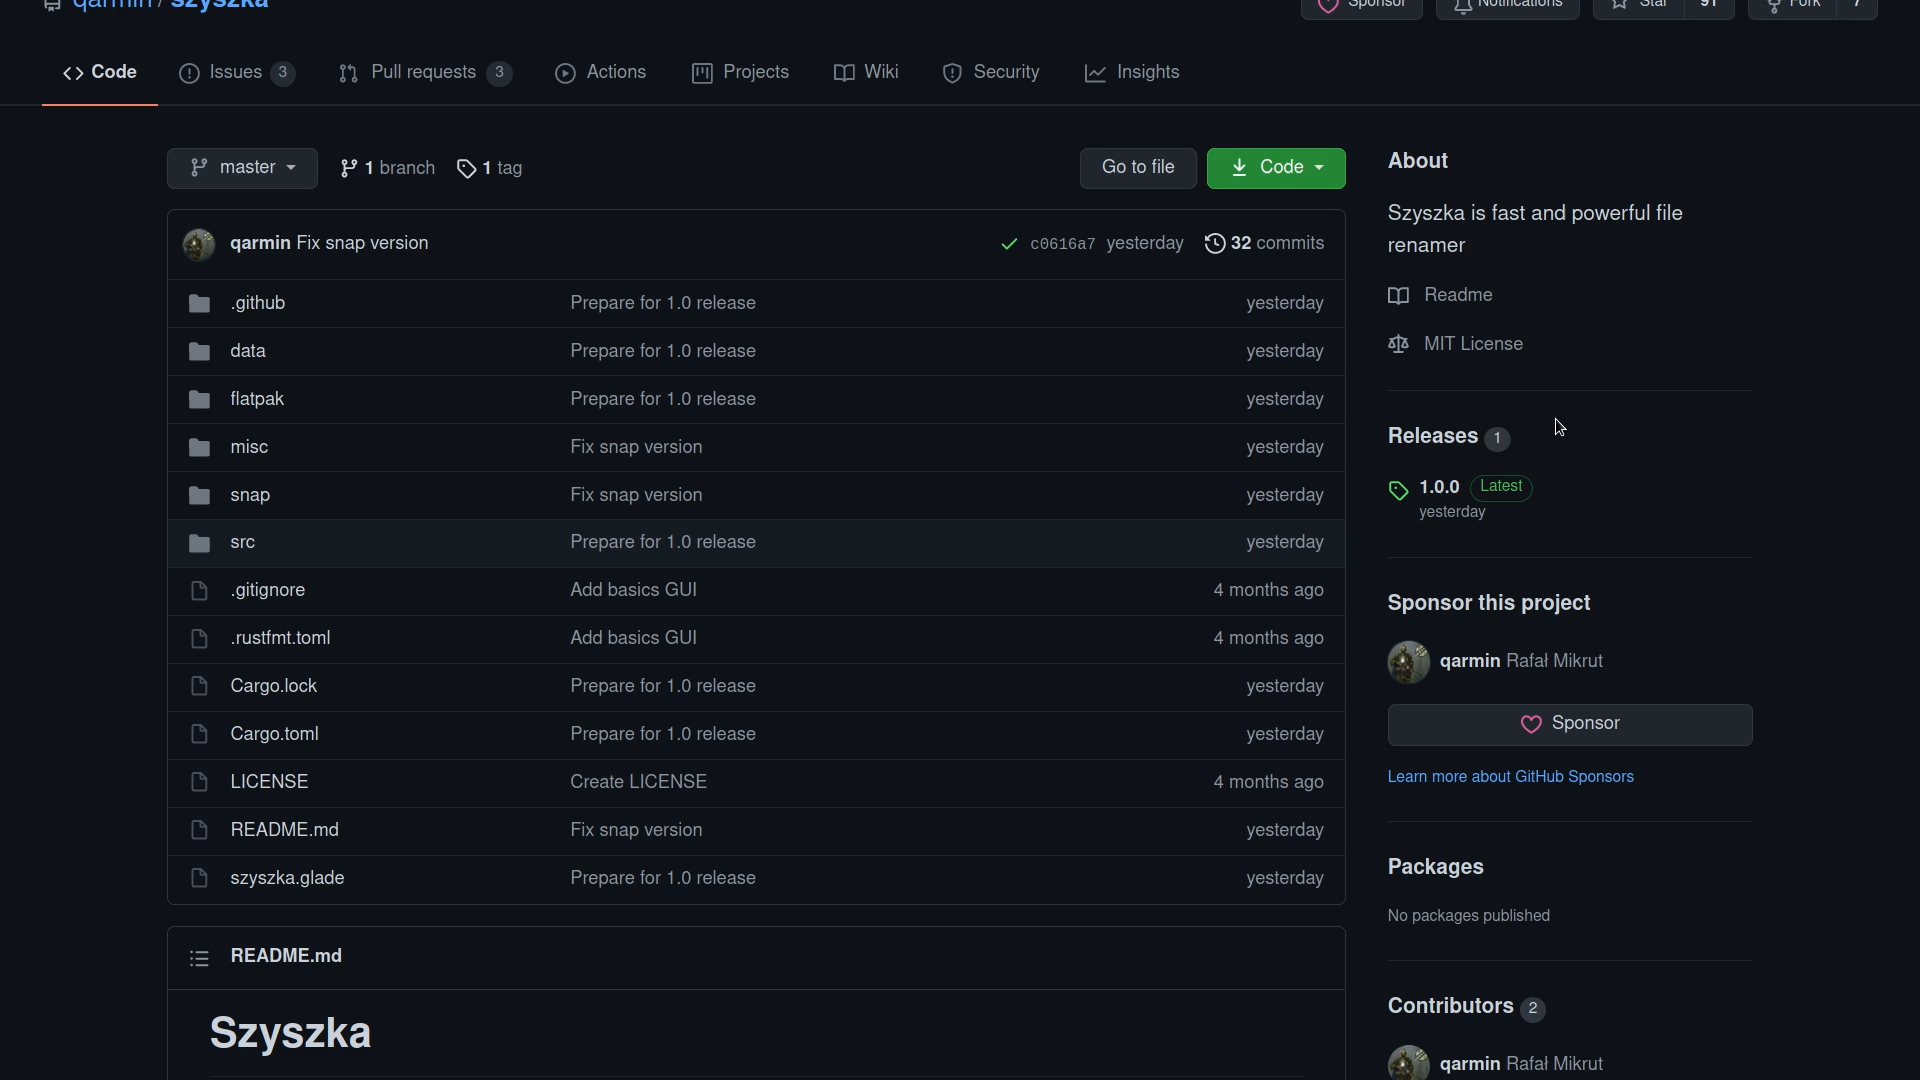 qarmin / szyszka
Sponsor Notifications Star 91 Fork 7
Code Issues 3 Pull requests 3 Actions Projects Wiki Security Insights
master 1 branch 1 tag Go to file Code
qarmin Fix snap version c0616a7 yesterday 32 commits
.github Prepare for 1.0 release yesterday
data Prepare for 1.0 release yesterday
flatpak Prepare for 1.0 release yesterday
misc Fix snap version yesterday
snap Fix snap version yesterday
src Prepare for 1.0 release yesterday
.gitignore Add basics GUI 4 months ago
.rustfmt.toml Add basics GUI 4 months ago
Cargo.lock Prepare for 1.0 release yesterday
Cargo.toml Prepare for 1.0 release yesterday
LICENSE Create LICENSE 4 months ago
README.md Fix snap version yesterday
szyszka.glade Prepare for 1.0 release yesterday
README.md
Szyszka
About
Szyszka is fast and powerful file
renamer
Readme
MIT License
Releases 1
1.0.0 Latest
yesterday
Sponsor this project
qarmin Rafał Mikrut
Sponsor
Learn more about GitHub Sponsors
Packages
No packages published
Contributors 2
qarmin Rafał Mikrut